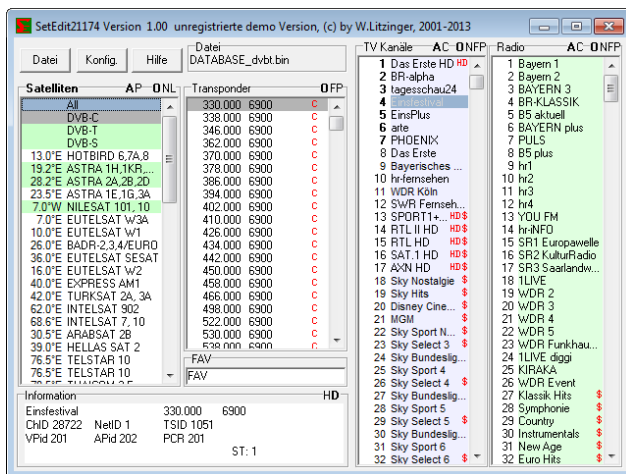 SetEdit21174 Version 1.00 unregistrierte demo Version, (c) by W.Litzinger, 2001-2013
Datei Konfig. Hilfe
Datei
DATABASE_dvbt.bin
Satelliten AP ONL
All
DVB-C
DVB-T
DVB-S
13.0°E HOTBIRD 6,7A,8
19.2°E ASTRA 1H,1KR,...
28.2°E ASTRA 2A,2B,2D
23.5°E ASTRA 1E,1G,3A
7.0°W NILESAT 101, 10
7.0°E EUTELSAT W3A
10.0°E EUTELSAT W1
26.0°E BADR-2,3,4/EURO
36.0°E EUTELSAT SESAT
16.0°E EUTELSAT W2
40.0°E EXPRESS AM1
42.0°E TURKSAT 2A, 3A
62.0°E INTELSAT 902
68.6°E INTELSAT 7, 10
30.5°E ARABSAT 2B
39.0°E HELLAS SAT 2
76.5°E TELSTAR 10
76.5°E TELSTAR 10
78.5°E THAICOM 2,5
Transponder OFP
330.000 6900 C
338.000 6900 C
346.000 6900 C
362.000 6900 C
370.000 6900 C
378.000 6900 C
386.000 6900 C
394.000 6900 C
402.000 6900 C
410.000 6900 C
426.000 6900 C
434.000 6900 C
442.000 6900 C
450.000 6900 C
458.000 6900 C
466.000 6900 C
498.000 6900 C
522.000 6900 C
530.000 6900 C
538.000 6900 C
FAV
FAV
TV Kanäle AC ONFP
1 Das Erste HD HD
2 BR-alpha
3 tagesschau24
4 Einsfestival
5 EinsPlus
6 arte
7 PHOENIX
8 Das Erste
9 Bayerisches ...
10 hr-fernsehen
11 WDR Köln
12 SWR Fernseh...
13 SPORT1+... HD$
14 RTL II HD HD$
15 RTL HD HD$
16 SAT.1 HD HD$
17 AXN HD HD$
18 Sky Nostalgie $
19 Sky Hits $
20 Disney Cine... $
21 MGM $
22 Sky Sport N... $
23 Sky Select 3 $
24 Sky Bundeslig...
25 Sky Sport 4
26 Sky Select 4 $
27 Sky Bundeslig...
28 Sky Sport 5
29 Sky Select 5 $
30 Sky Bundeslig...
31 Sky Sport 6
32 Sky Select 6 $
Radio AC ONFP
1 Bayern 1
2 Bayern 2
3 BAYERN 3
4 BR-KLASSIK
5 B5 aktuell
6 BAYERN plus
7 PULS
8 B5 plus
9 hr1
10 hr2
11 hr3
12 hr4
13 YOU FM
14 hr-iNFO
15 SR1 Europawelle
16 SR2 KulturRadio
17 SR3 Saarlandw...
18 1LIVE
19 WDR 2
20 WDR 3
21 WDR 4
22 WDR 5
23 WDR Funkhau...
24 1LIVE diggi
25 KIRAKA
26 WDR Event
27 Klassik Hits $
28 Symphonie $
29 Country $
30 Instrumentals $
31 New Age $
32 Euro Hits $
Information HD
Einsfestival 330.000 6900
ChID 28722 NetID 1 TSID 1051
VPid 201 APid 202 PCR 201
ST: 1